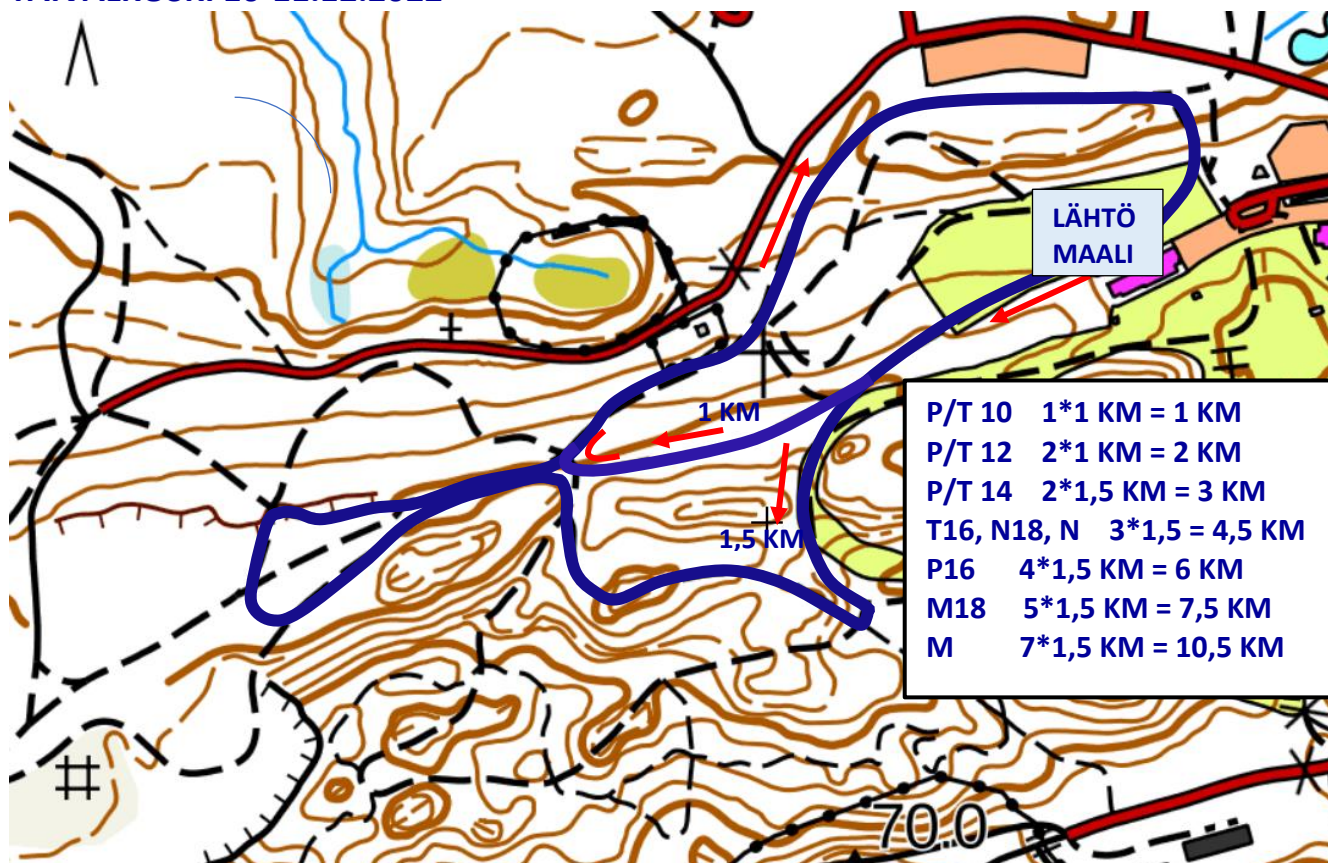 LÄHTÖ
MAALI
1 KM
1,5 KM
P/T 10 1*1 KM = 1 KM
P/T 12 2*1 KM = 2 KM
P/T 14 2*1,5 KM = 3 KM
T16, N18, N 3*1,5 = 4,5 KM
P16 4*1,5 KM = 6 KM
M18 5*1,5 KM = 7,5 KM
M 7*1,5 KM = 10,5 KM
70.0